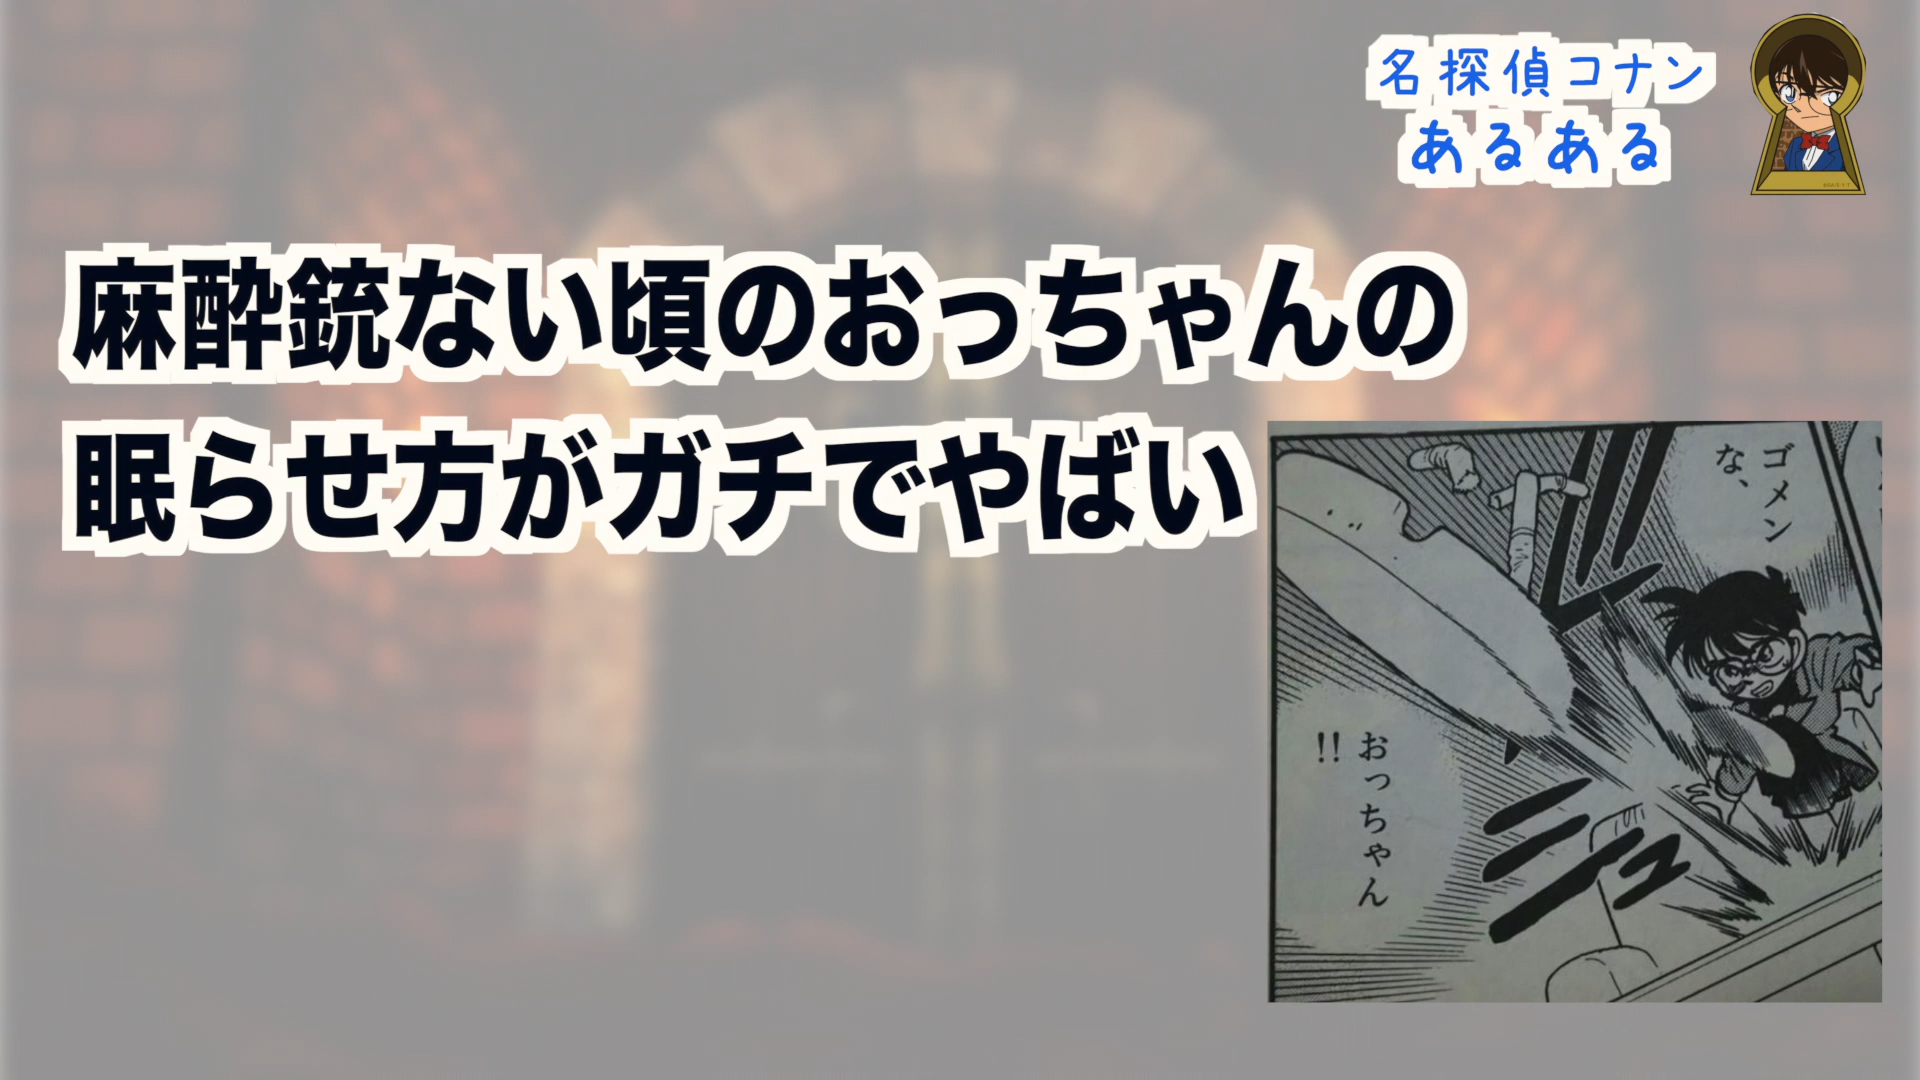 名探偵コナン
あるある
麻酔銃ない頃のおっちゃんの
眠らせ方がガチでやばい
ゴメン
な、
おっちゃん
!!